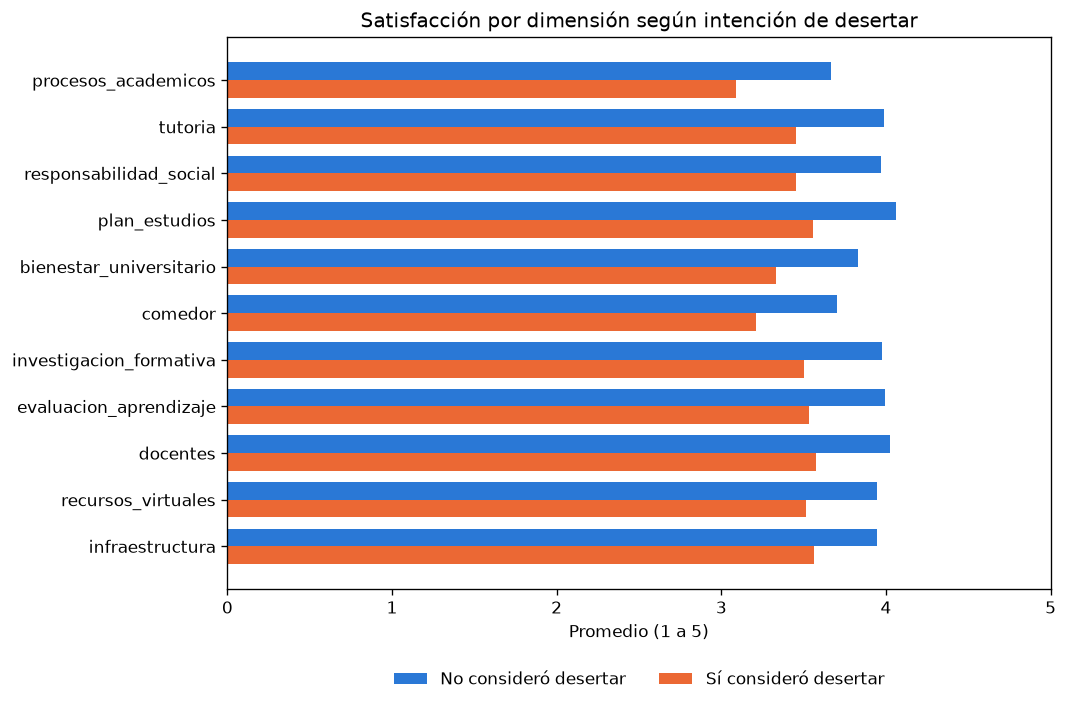 Satisfacción por dimensión según intención de desertar
procesos_academicos
tutoria
responsabilidad_social
plan_estudios
bienestar_universitario
comedor
investigacion_formativa
evaluacion_aprendizaje
docentes
recursos_virtuales
infraestructura
0 1 2 3 4 5
Promedio (1 a 5)
No consideró desertar Sí consideró desertar